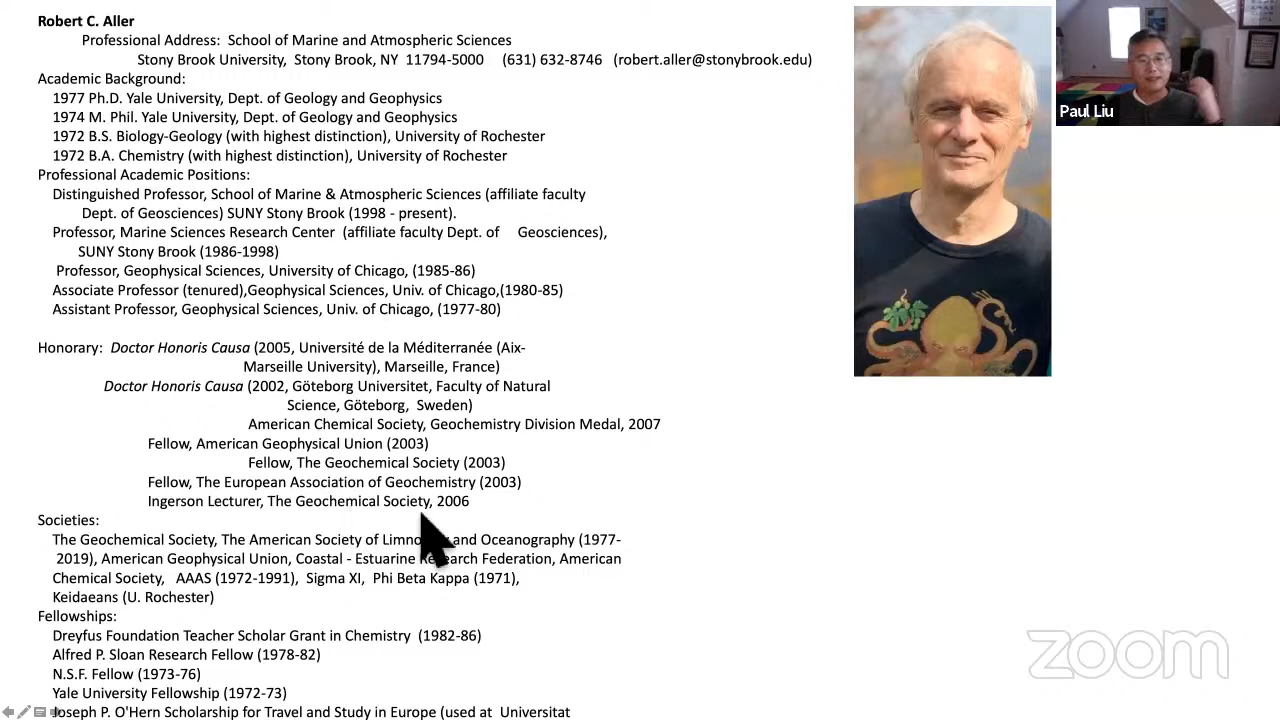 Robert C. Aller
Professional Address: School of Marine and Atmospheric Sciences
Stony Brook University, Stony Brook, NY 11794-5000 (631) 632-8746 (robert.aller@stonybrook.edu)
Academic Background:
1977 Ph.D. Yale University, Dept. of Geology and Geophysics
1974 M. Phil. Yale University, Dept. of Geology and Geophysics
1972 B.S. Biology-Geology (with highest distinction), University of Rochester
1972 B.A. Chemistry (with highest distinction), University of Rochester
Professional Academic Positions:
Distinguished Professor, School of Marine & Atmospheric Sciences (affiliate faculty
Dept. of Geosciences) SUNY Stony Brook (1998 - present).
Professor, Marine Sciences Research Center (affiliate faculty Dept. of Geosciences),
SUNY Stony Brook (1986-1998)
Professor, Geophysical Sciences, University of Chicago, (1985-86)
Associate Professor (tenured),Geophysical Sciences, Univ. of Chicago,(1980-85)
Assistant Professor, Geophysical Sciences, Univ. of Chicago, (1977-80)
Honorary: Doctor Honoris Causa (2005, Université de la Méditerranée (Aix-
Marseille University), Marseille, France)
Doctor Honoris Causa (2002, Göteborg Universitet, Faculty of Natural
Science, Göteborg, Sweden)
American Chemical Society, Geochemistry Division Medal, 2007
Fellow, American Geophysical Union (2003)
Fellow, The Geochemical Society (2003)
Fellow, The European Association of Geochemistry (2003)
Ingerson Lecturer, The Geochemical Society, 2006
Societies:
The Geochemical Society, The American Society of and Oceanography (1977-
2019), American Geophysical Union, Coastal - Estuarine Research Federation, American
Chemical Society, AAAS (1972-1991), Sigma XI, Phi Beta Kappa (1971),
Keidaeans (U. Rochester)
Fellowships:
Dreyfus Foundation Teacher Scholar Grant in Chemistry (1982-86)
Alfred P. Sloan Research Fellow (1978-82)
N.S.F. Fellow (1973-76)
Yale University Fellowship (1972-73)
Joseph P. O'Hern Scholarship for Travel and Study in Europe (used at Universitat
Paul Liu
zoom